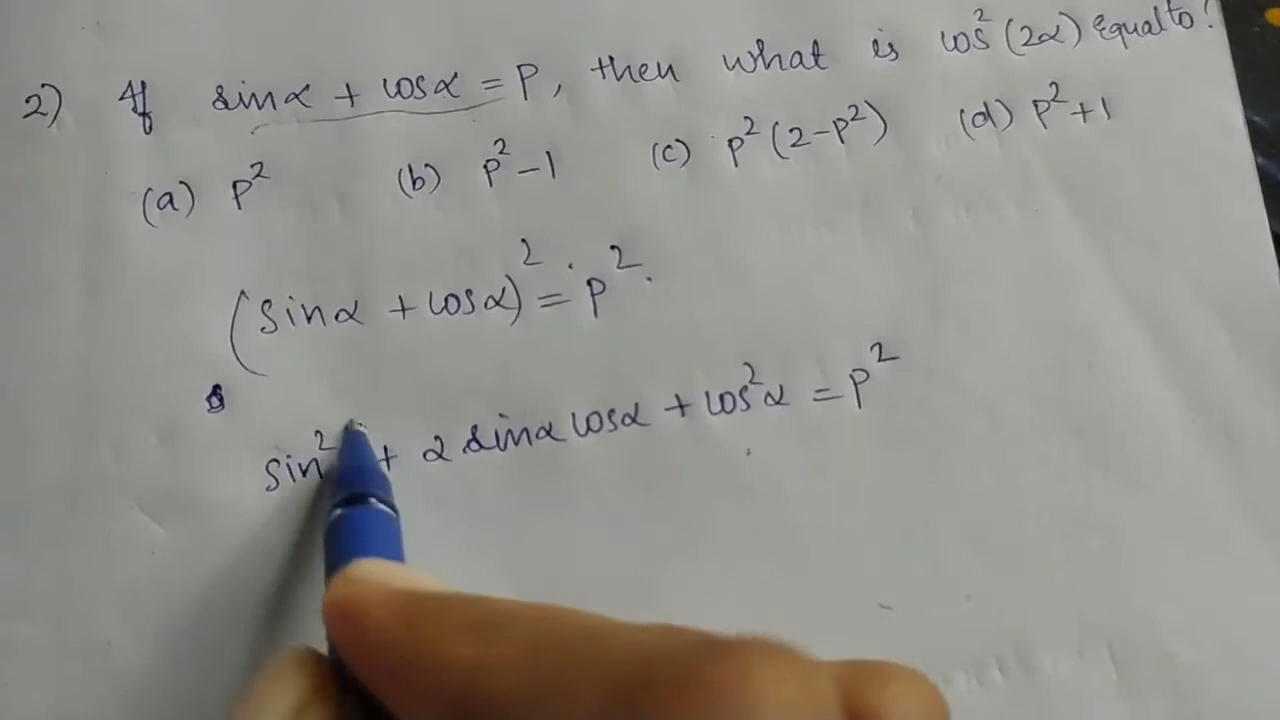 2) If sinα + cosα = P, then what is cos²(2α) Equal to?
(a) P² (b) P²-1 (c) P²(2-P²) (d) P²+1
(sinα + cosα)² = P².
sin² + 2 sinα cosα + cos²α = P²